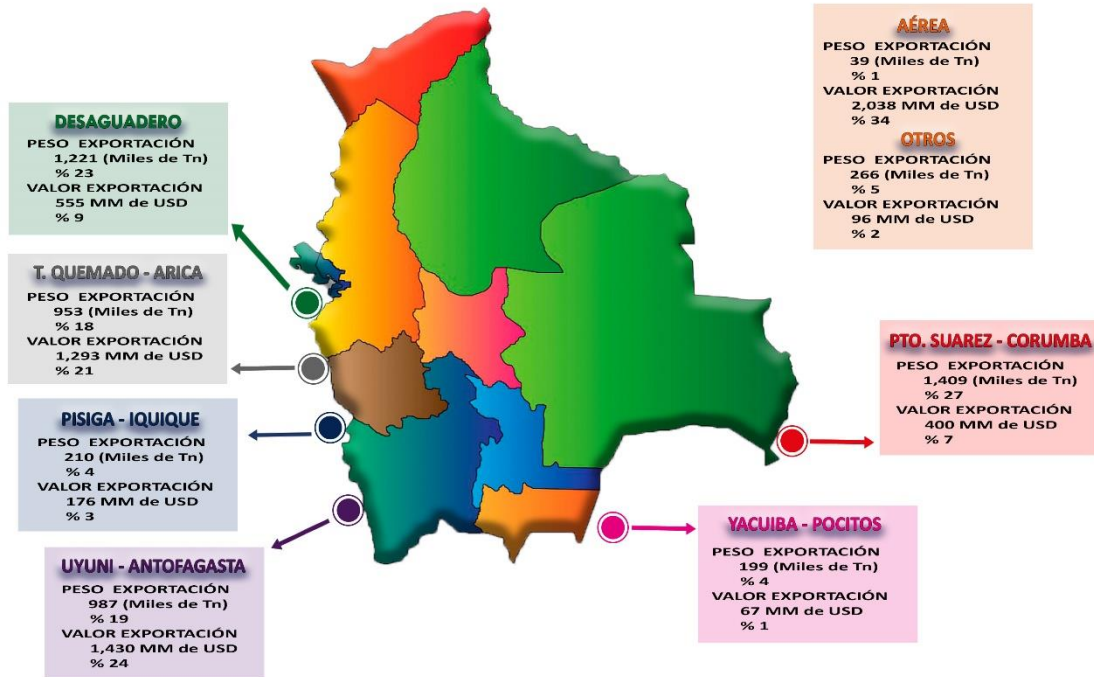 AÉREA
PESO EXPORTACIÓN
39 (Miles de Tn)
% 1
VALOR EXPORTACIÓN
2,038 MM de USD
% 34
OTROS
PESO EXPORTACIÓN
266 (Miles de Tn)
% 5
VALOR EXPORTACIÓN
96 MM de USD
% 2
DESAGUADERO
PESO EXPORTACIÓN
1,221 (Miles de Tn)
% 23
VALOR EXPORTACIÓN
555 MM de USD
% 9
T. QUEMADO - ARICA
PESO EXPORTACIÓN
953 (Miles de Tn)
% 18
VALOR EXPORTACIÓN
1,293 MM de USD
% 21
PISIGA - IQUIQUE
PESO EXPORTACIÓN
210 (Miles de Tn)
% 4
VALOR EXPORTACIÓN
176 MM de USD
% 3
UYUNI - ANTOFAGASTA
PESO EXPORTACIÓN
987 (Miles de Tn)
% 19
VALOR EXPORTACIÓN
1,430 MM de USD
% 24
PTO. SUAREZ - CORUMBA
PESO EXPORTACIÓN
1,409 (Miles de Tn)
% 27
VALOR EXPORTACIÓN
400 MM de USD
% 7
YACUIBA - POCITOS
PESO EXPORTACIÓN
199 (Miles de Tn)
% 4
VALOR EXPORTACIÓN
67 MM de USD
% 1